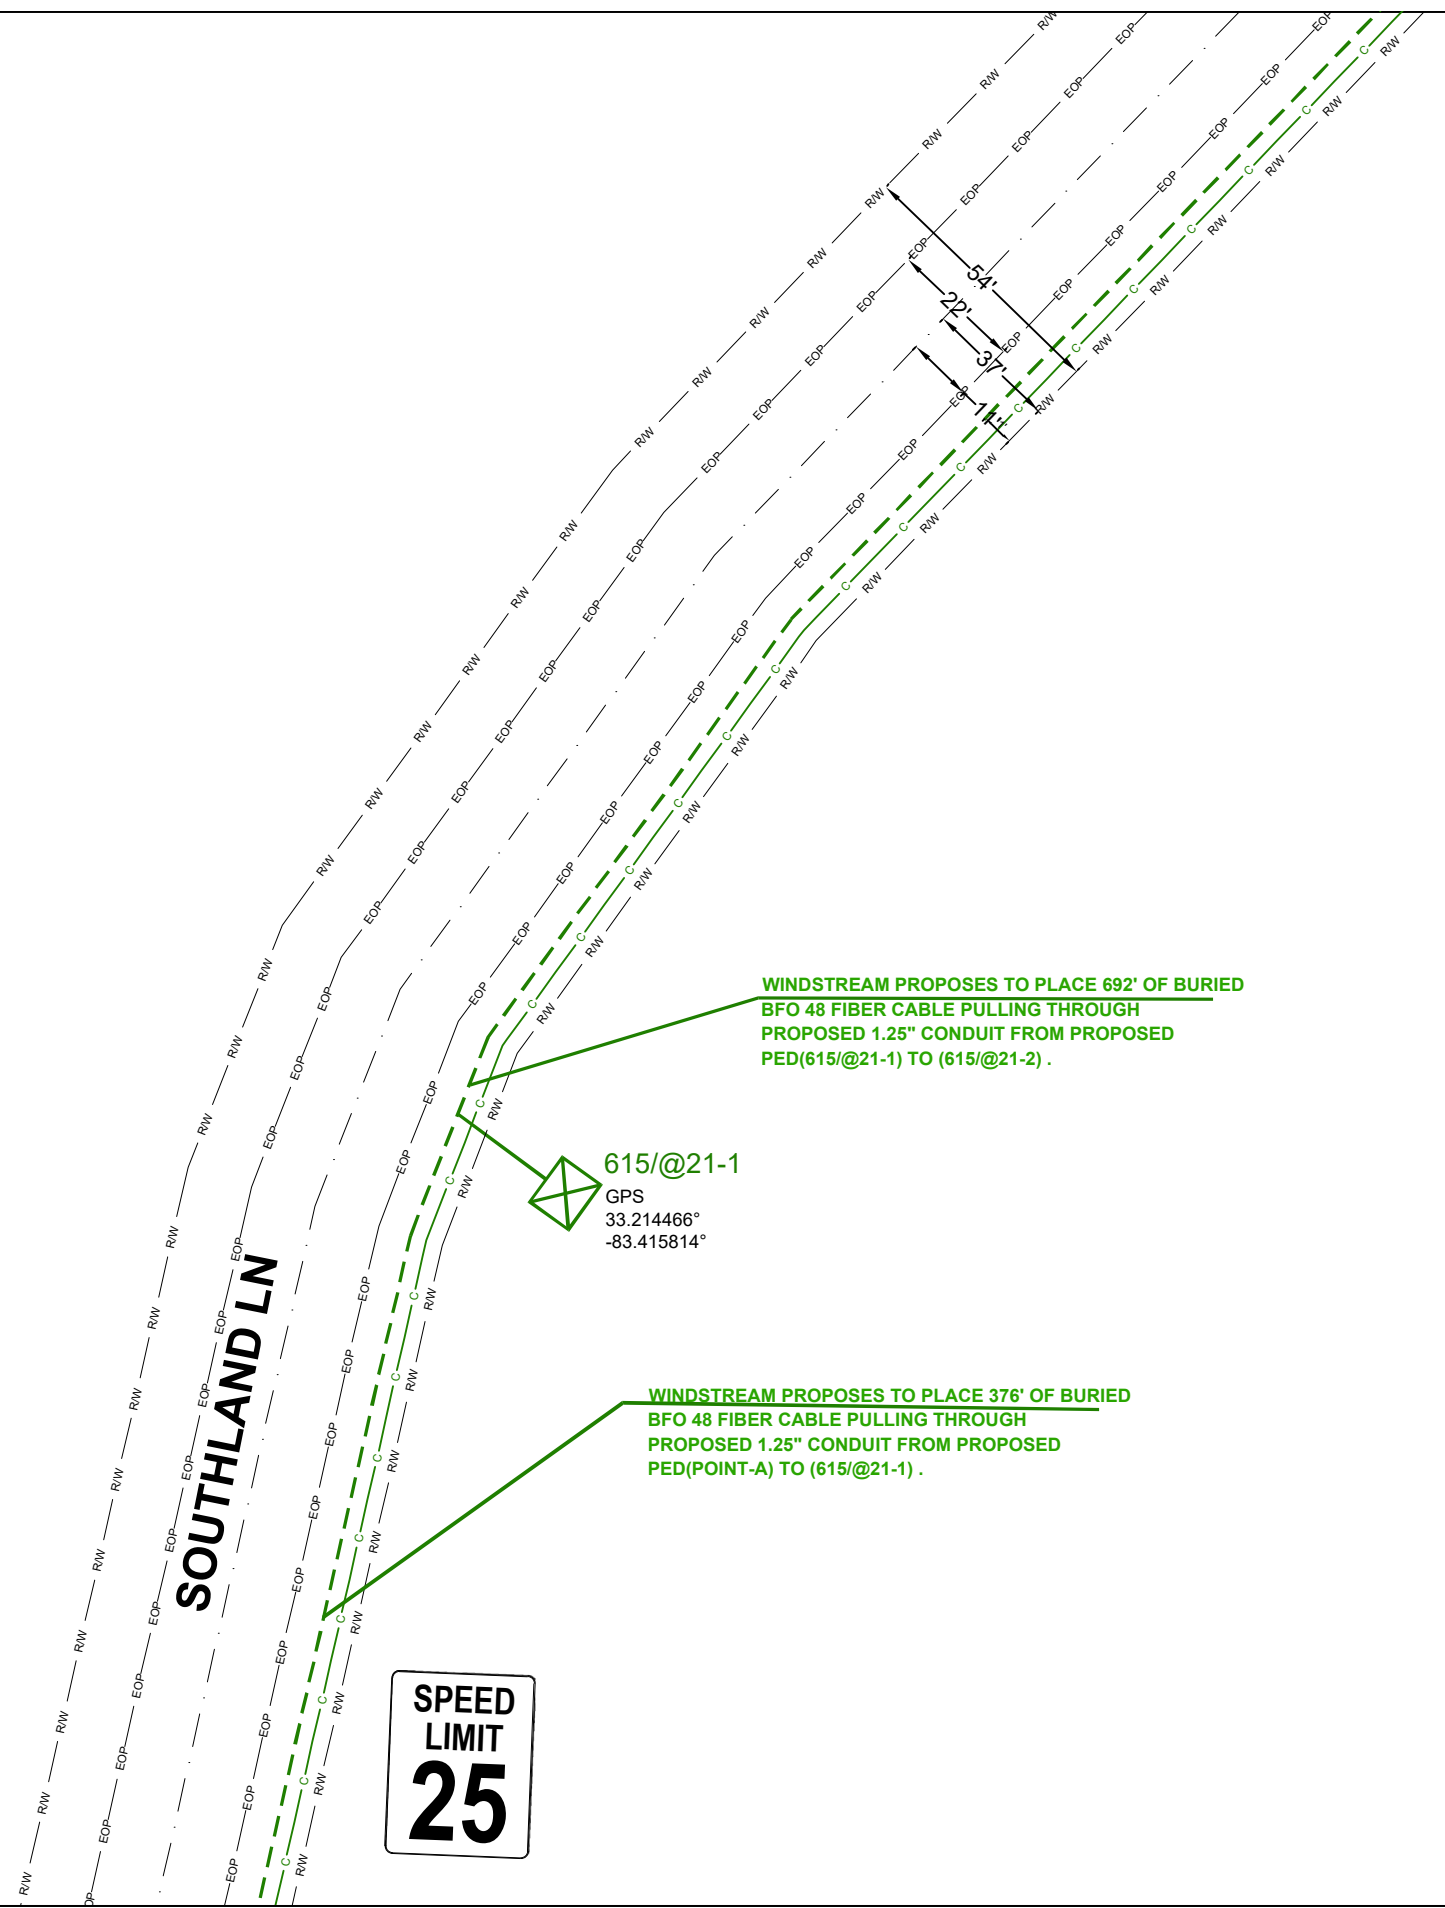 54'
22'
37'
11'
WINDSTREAM PROPOSES TO PLACE 692' OF BURIED
BFO 48 FIBER CABLE PULLING THROUGH
PROPOSED 1.25" CONDUIT FROM PROPOSED
PED(615/@21-1) TO (615/@21-2) .
615/@21-1
GPS
33.214466°
-83.415814°
SOUTHLAND LN
WINDSTREAM PROPOSES TO PLACE 376' OF BURIED
BFO 48 FIBER CABLE PULLING THROUGH
PROPOSED 1.25" CONDUIT FROM PROPOSED
PED(POINT-A) TO (615/@21-1) .
SPEED
LIMIT
25
R/W
EOP
C